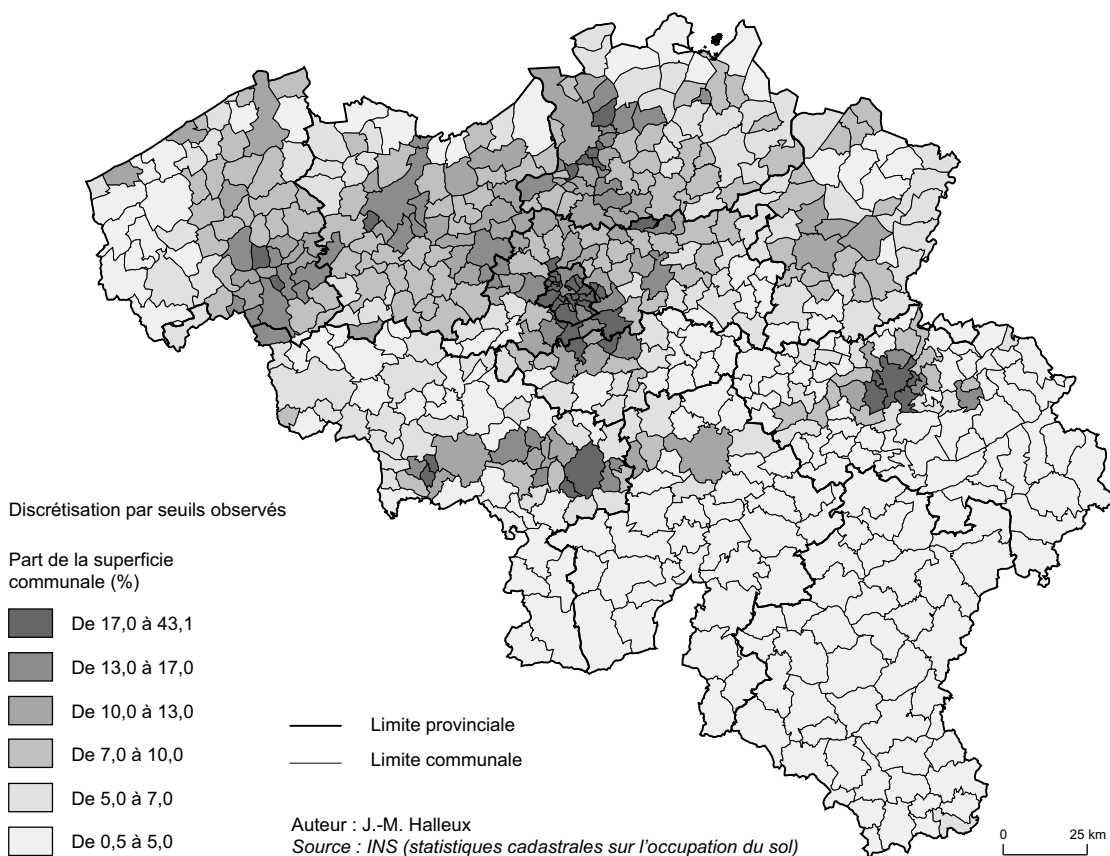 Discrétisation par seuils observés
Part de la superficie
communale (%)
De 17,0 à 43,1
De 13,0 à 17,0
De 10,0 à 13,0
De 7,0 à 10,0
De 5,0 à 7,0
De 0,5 à 5,0
Limite provinciale
Limite communale
Auteur : J.-M. Halleux
Source : INS (statistiques cadastrales sur l’occupation du sol)
0 25 km